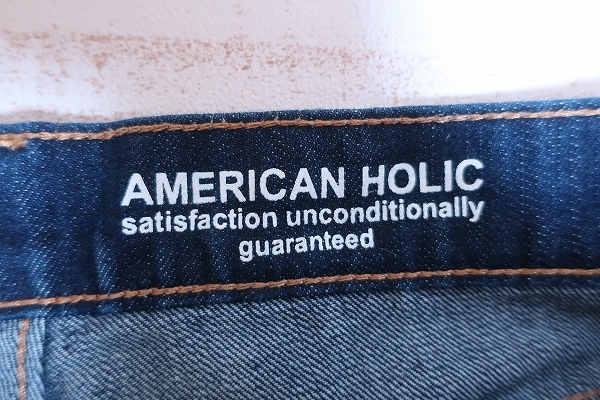 AMERICAN HOLIC
satisfaction unconditionally
guaranteed